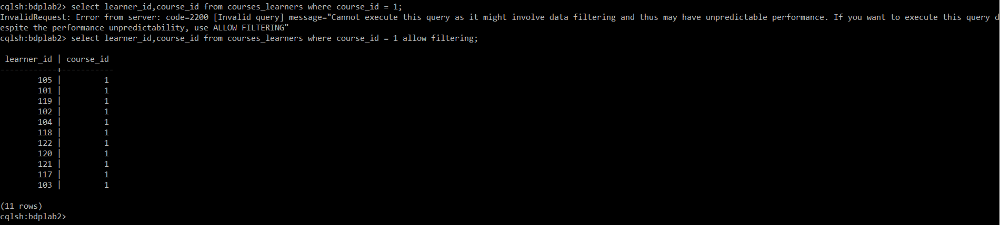 cqlsh:bdplab2> select learner_id,course_id from courses_learners where course_id = 1;
InvalidRequest: Error from server: code=2200 [Invalid query] message="Cannot execute this query as it might involve data filtering and thus may have unpredictable performance. If you want to execute this query d
espite the performance unpredictability, use ALLOW FILTERING"
cqlsh:bdplab2> select learner_id,course_id from courses_learners where course_id = 1 allow filtering;

 learner_id | course_id
------------+-----------
        105 |         1
        101 |         1
        119 |         1
        102 |         1
        104 |         1
        118 |         1
        122 |         1
        120 |         1
        121 |         1
        117 |         1
        103 |         1

(11 rows)
cqlsh:bdplab2>